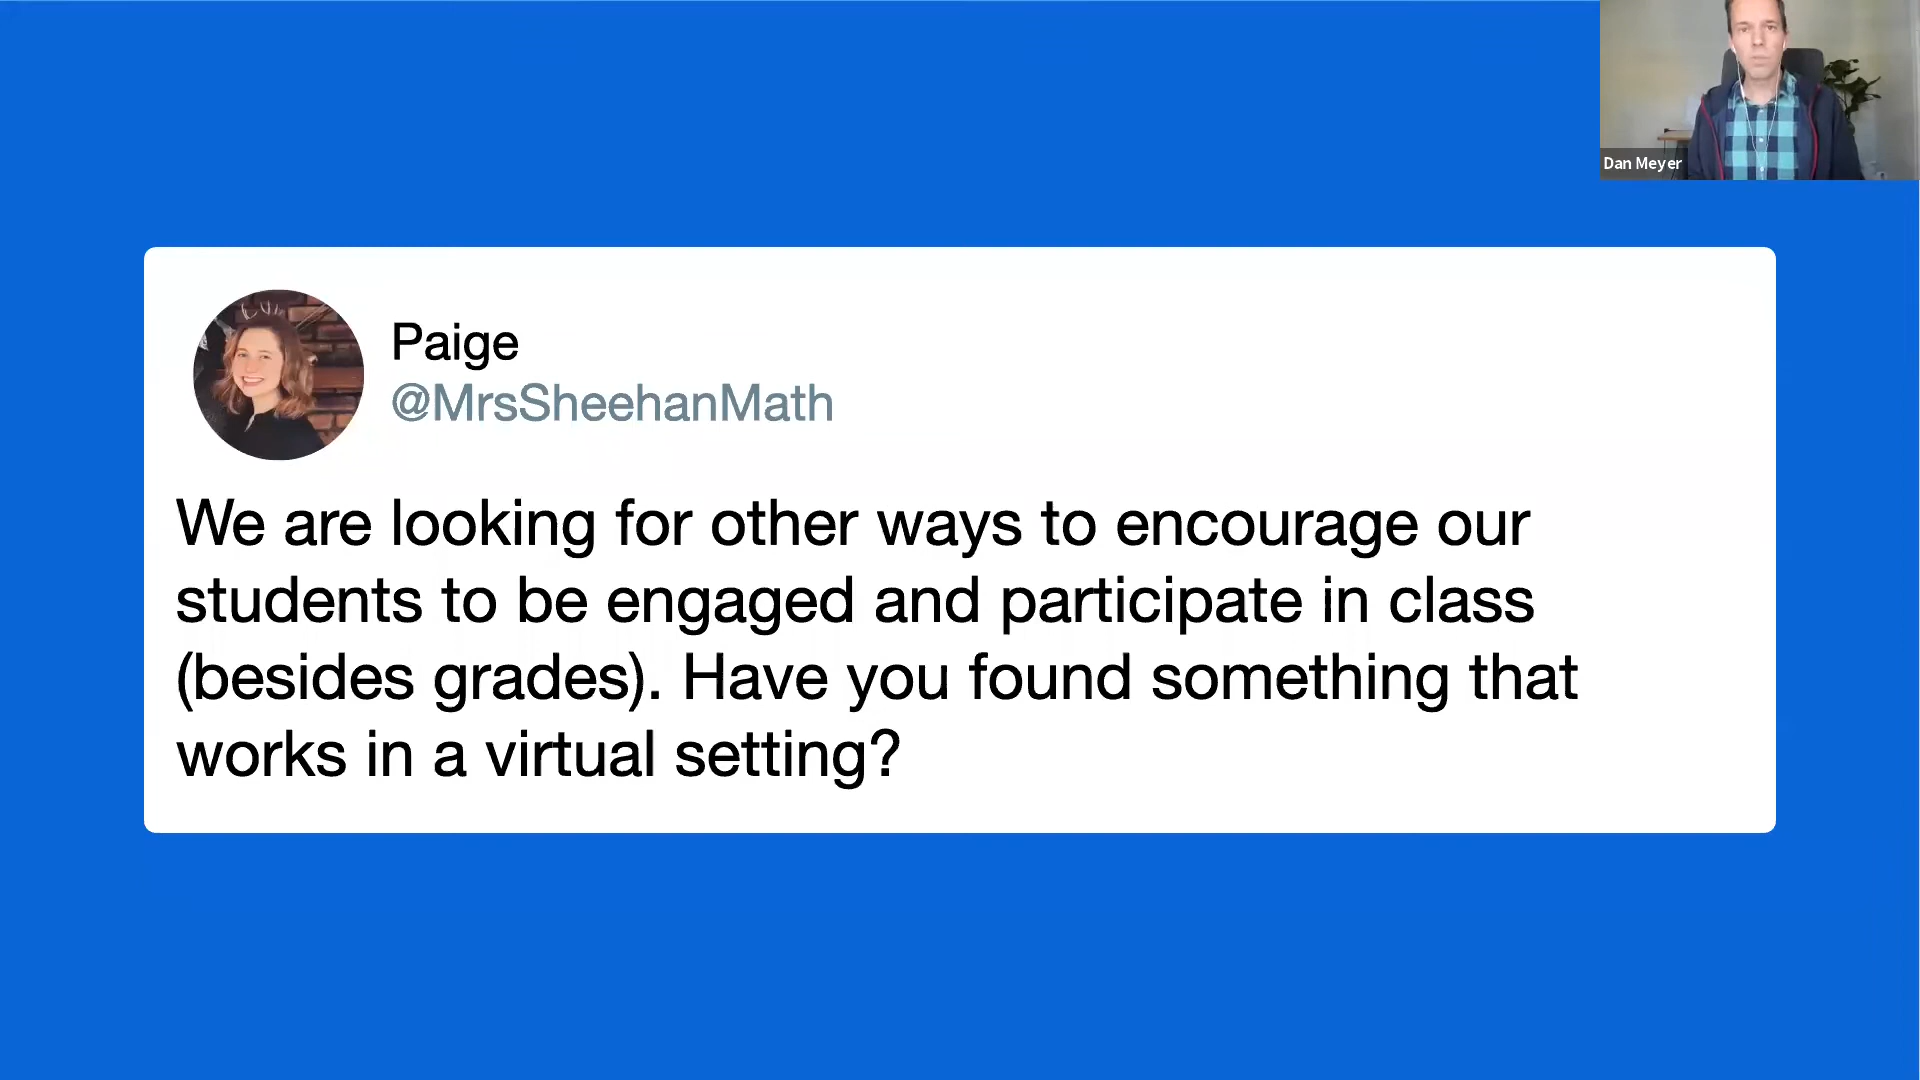 Dan Meyer
Paige
@MrsSheehanMath
We are looking for other ways to encourage our
students to be engaged and participate in class
(besides grades). Have you found something that
works in a virtual setting?